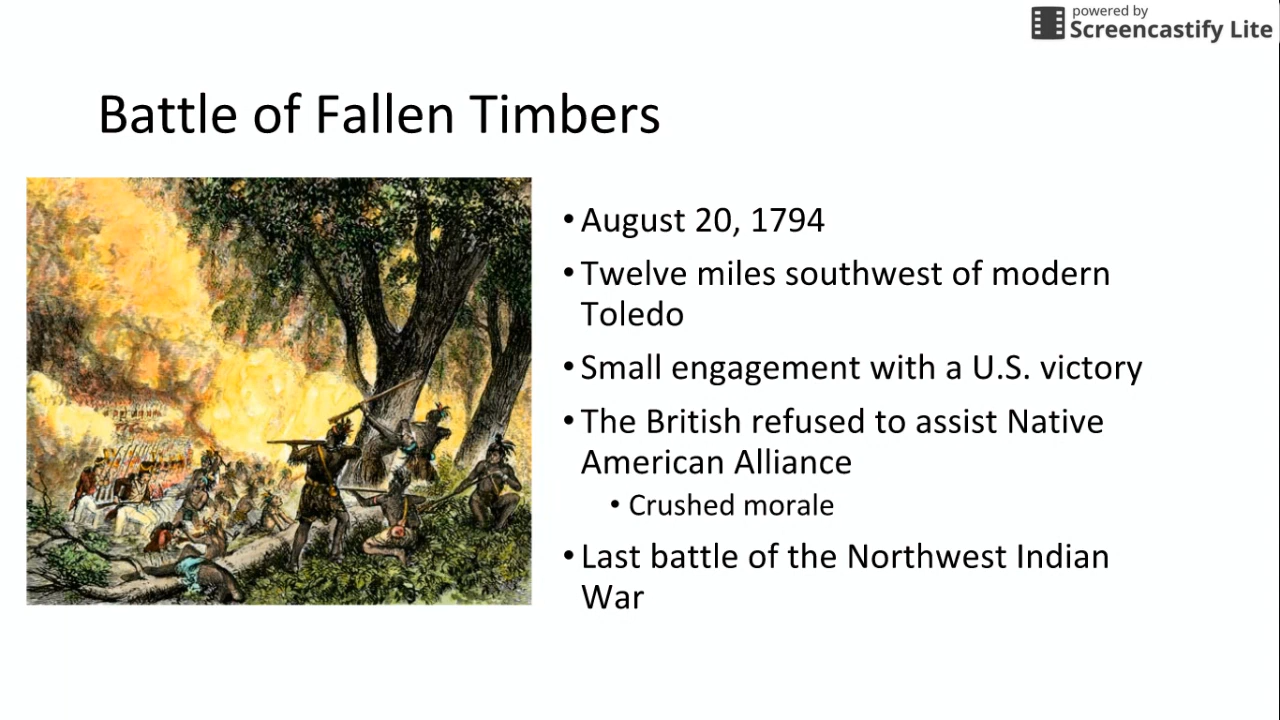 powered by
Screencastify Lite
Battle of Fallen Timbers
• August 20, 1794
• Twelve miles southwest of modern
Toledo
• Small engagement with a U.S. victory
• The British refused to assist Native
American Alliance
• Crushed morale
• Last battle of the Northwest Indian
War